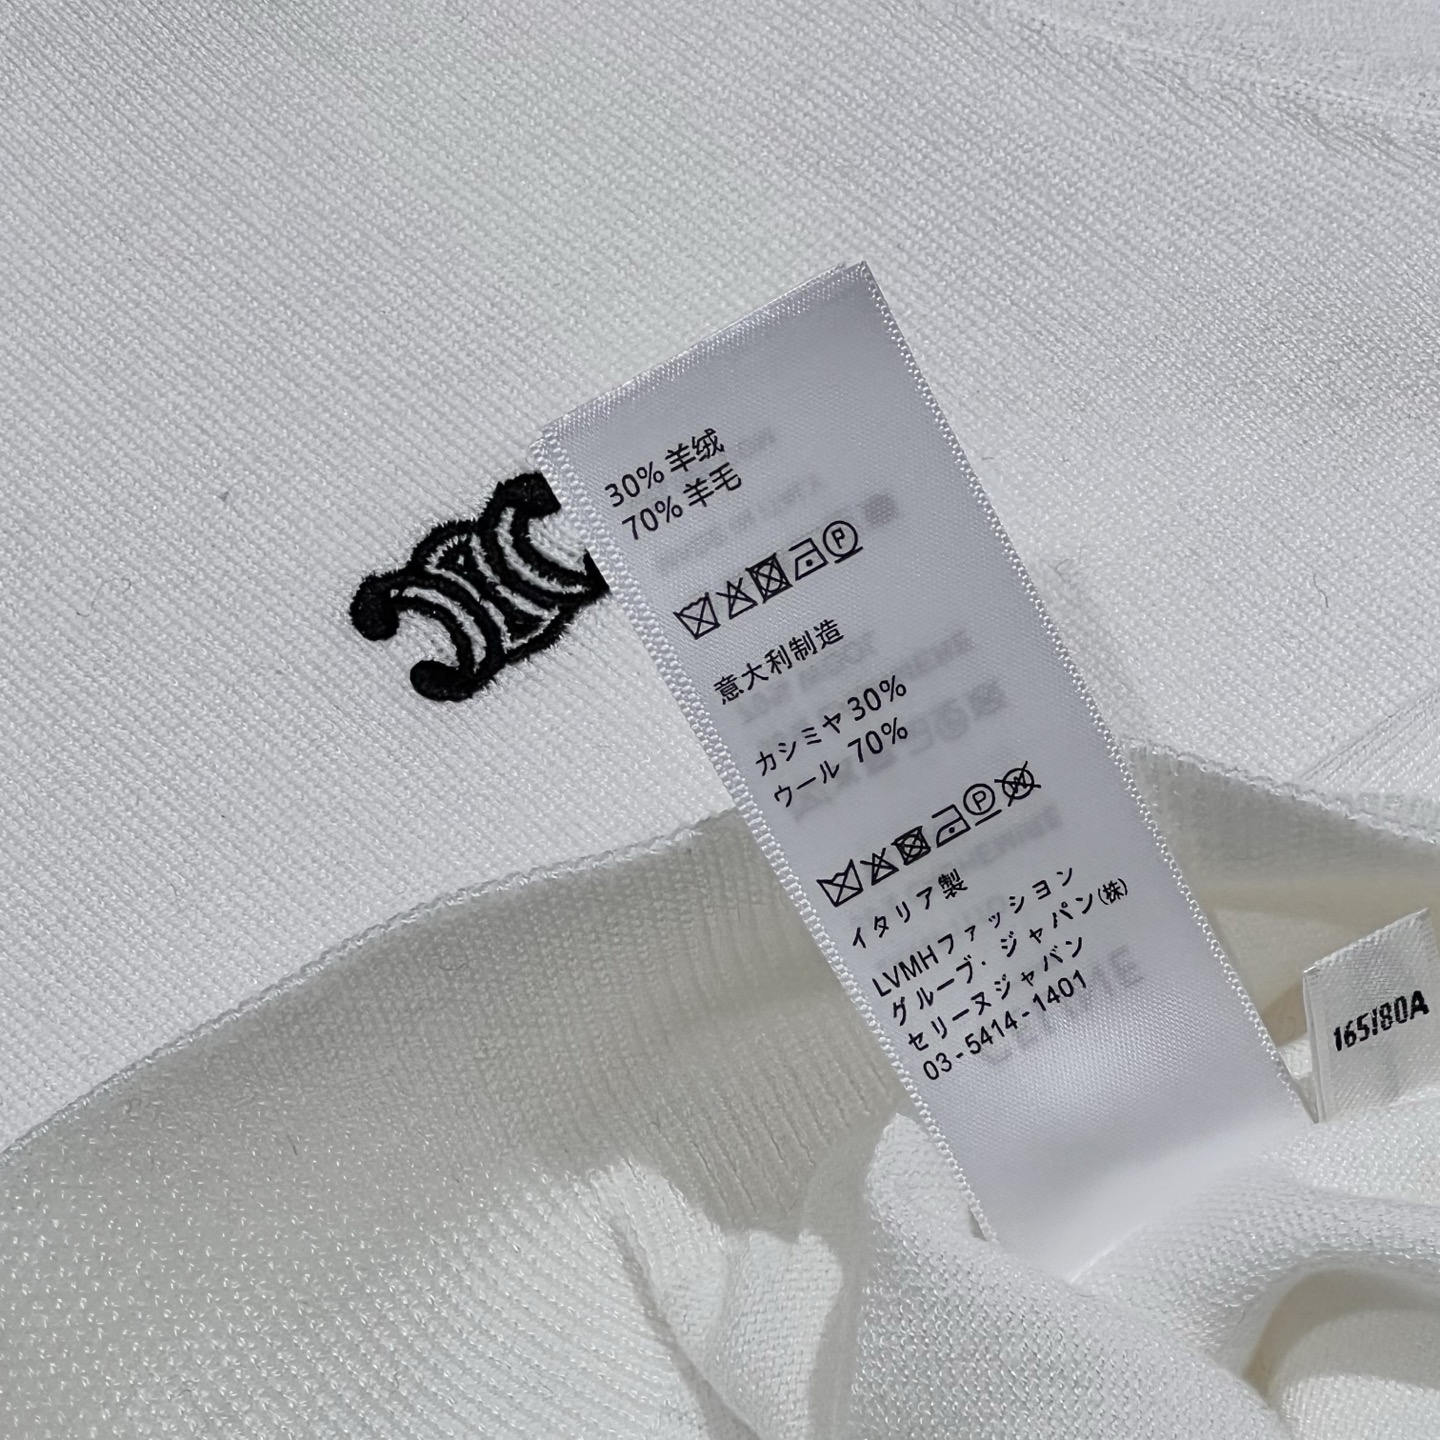 30% 羊绒
70% 羊毛
P
意大利制造
カシミヤ 30%
ウール 70%
P W
イタリア製
LVMHファッション
グループ・ジャパン(株)
セリーヌジャパン
03-5414-1401
165/80A